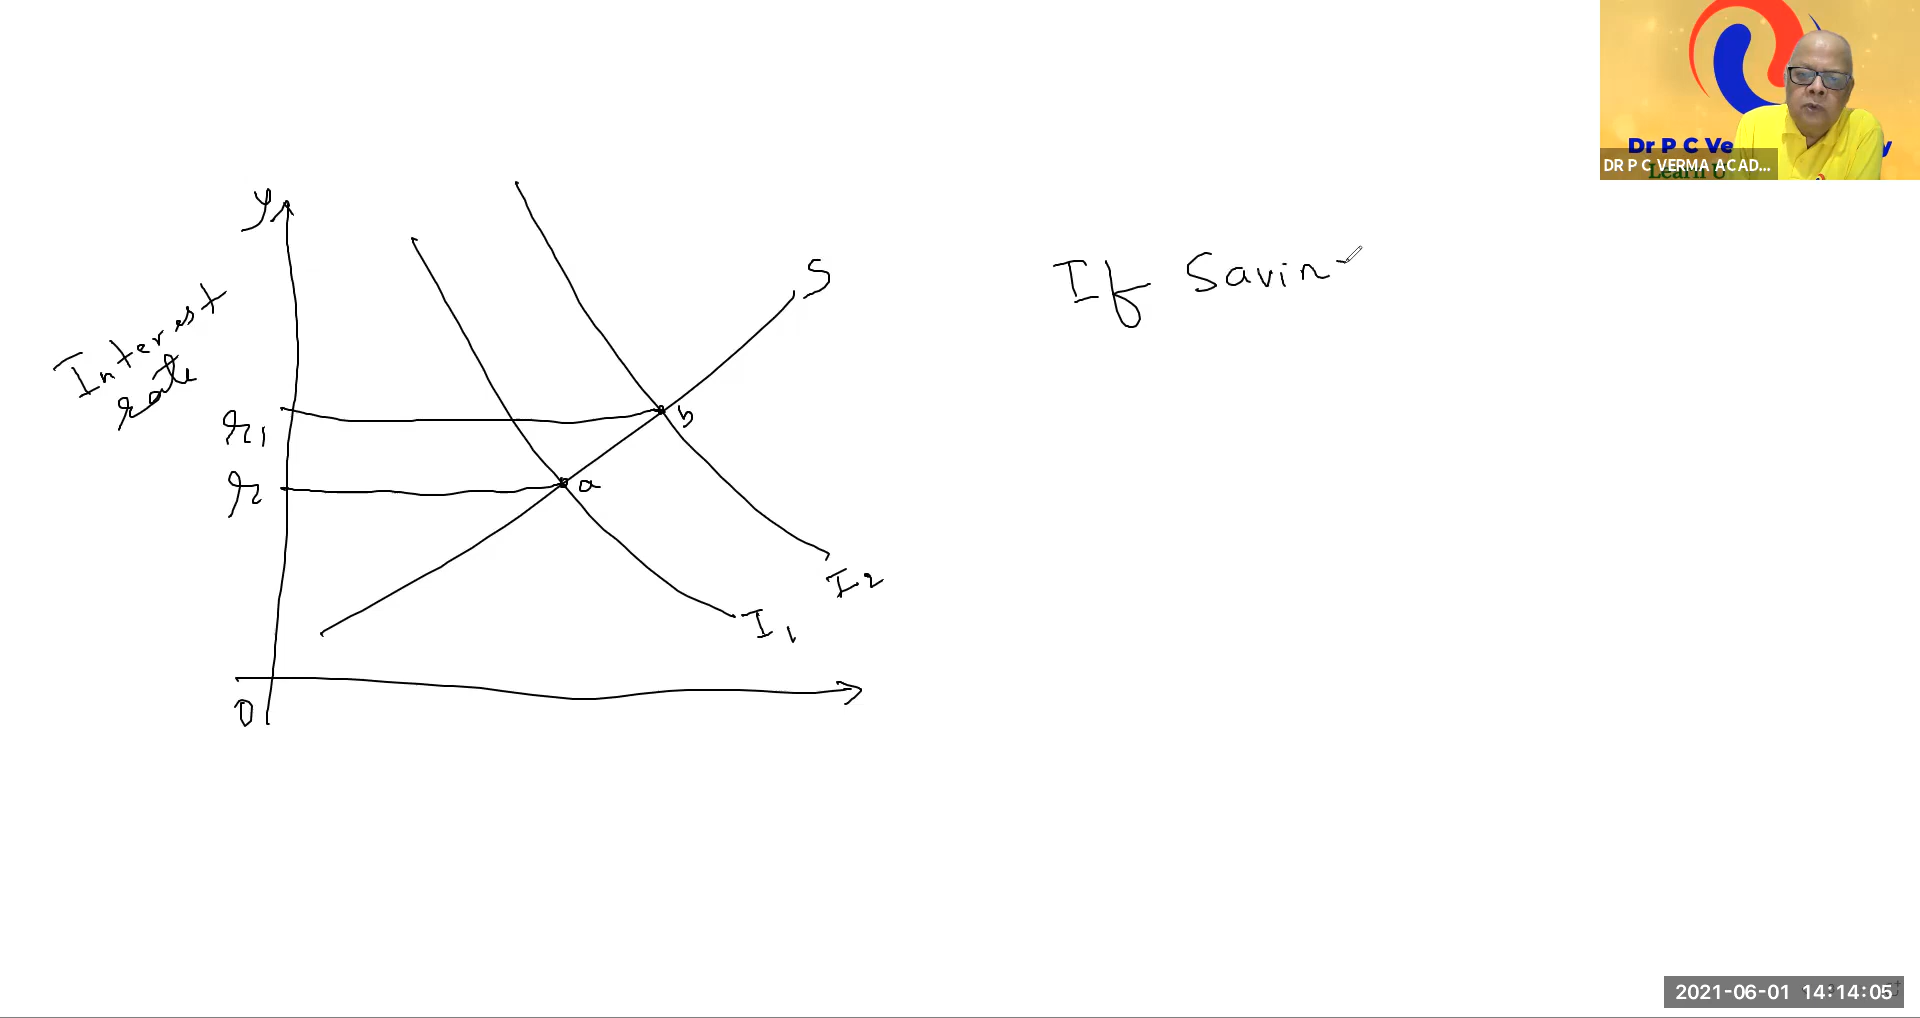 y
Interest
rate
r1
r
S
b
a
I2
I1
0
If Savin
Dr P C Ve
y
DR P C VERMA ACAD...
Learn U
2021-06-01 14:14:05